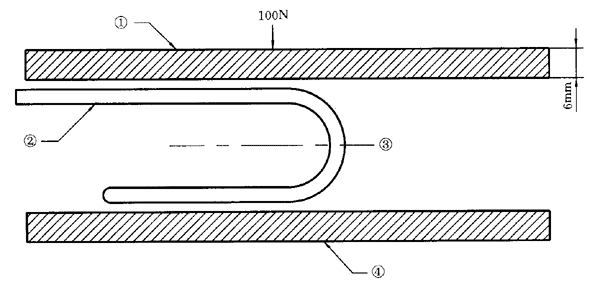 ①
100N
6mm
②
③
④